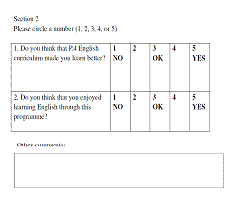 Section 2
Please circle a number (1, 2, 3, 4, or 5)
1. Do you think that P.4 English 1 2 3 4 5
curriculum made you learn better? NO OK YES
2. Do you think that you enjoyed 1 2 3 4 5
learning English through this NO OK YES
programme?
Other comments: